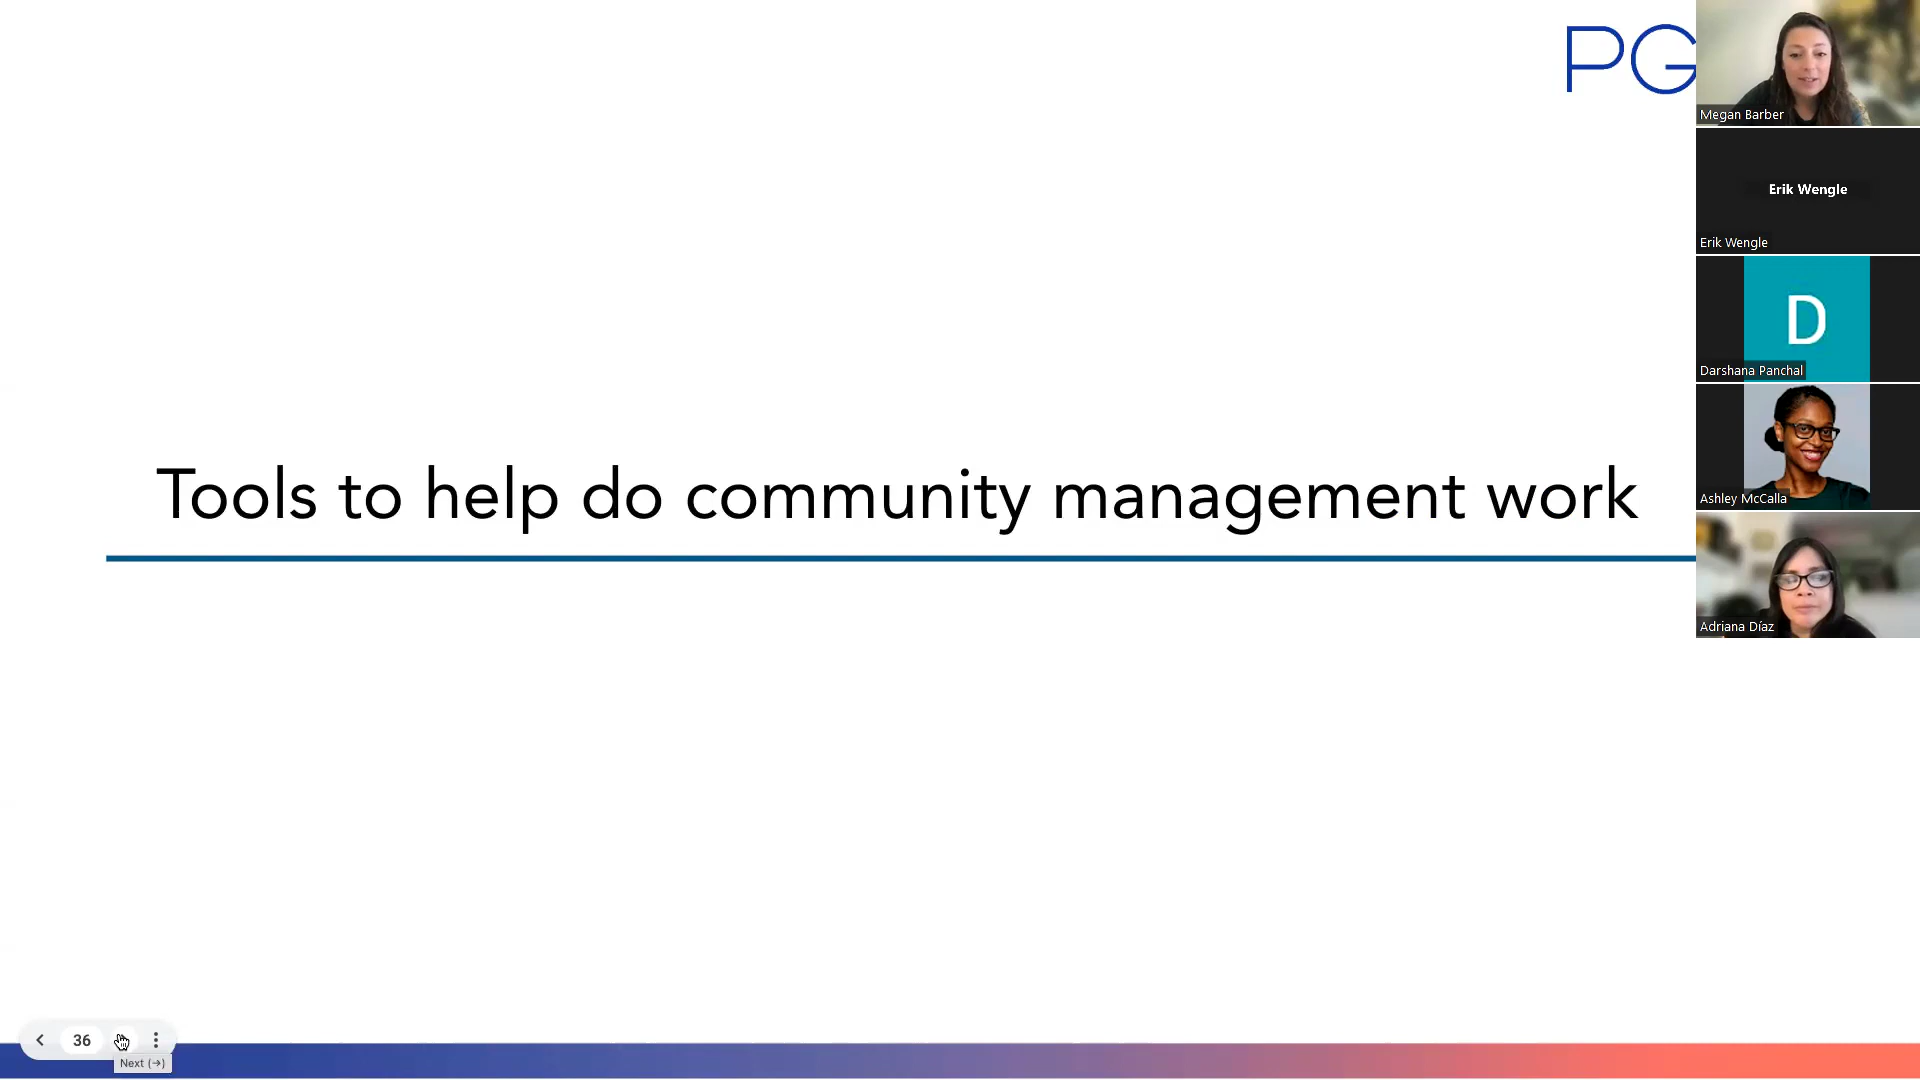 PG
Megan Barber
Erik Wengle
Erik Wengle
D
Darshana Panchal
Ashley McCalla
Adriana Díaz
Tools to help do community management work
36
Next (→)